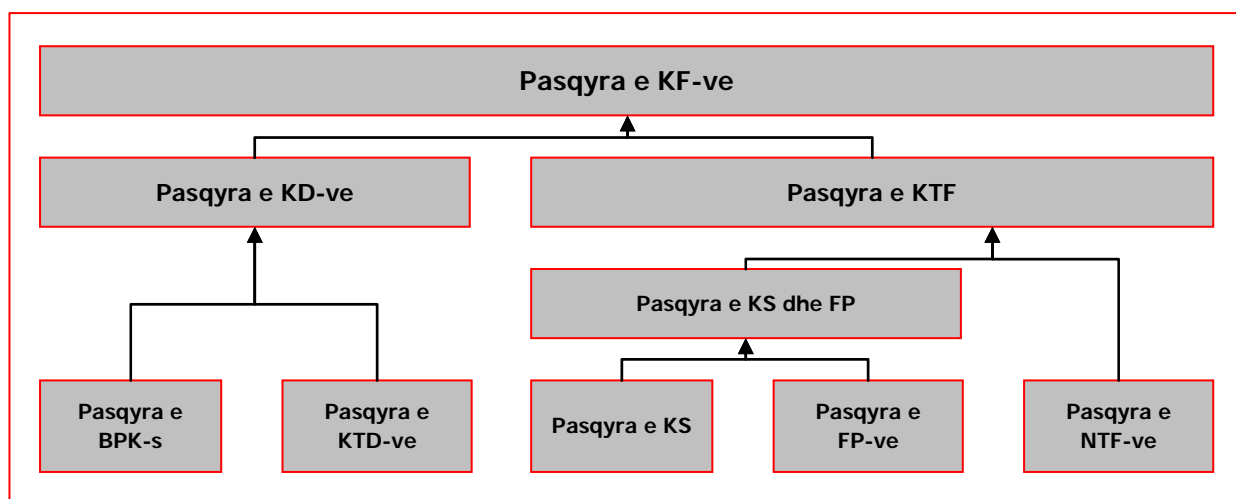 Pasqyra e KF-ve
Pasqyra e KD-ve
Pasqyra e KTF
Pasqyra e KS dhe FP
Pasqyra e
BPK-s
Pasqyra e
KTD-ve
Pasqyra e KS
Pasqyra e
FP-ve
Pasqyra e
NTF-ve